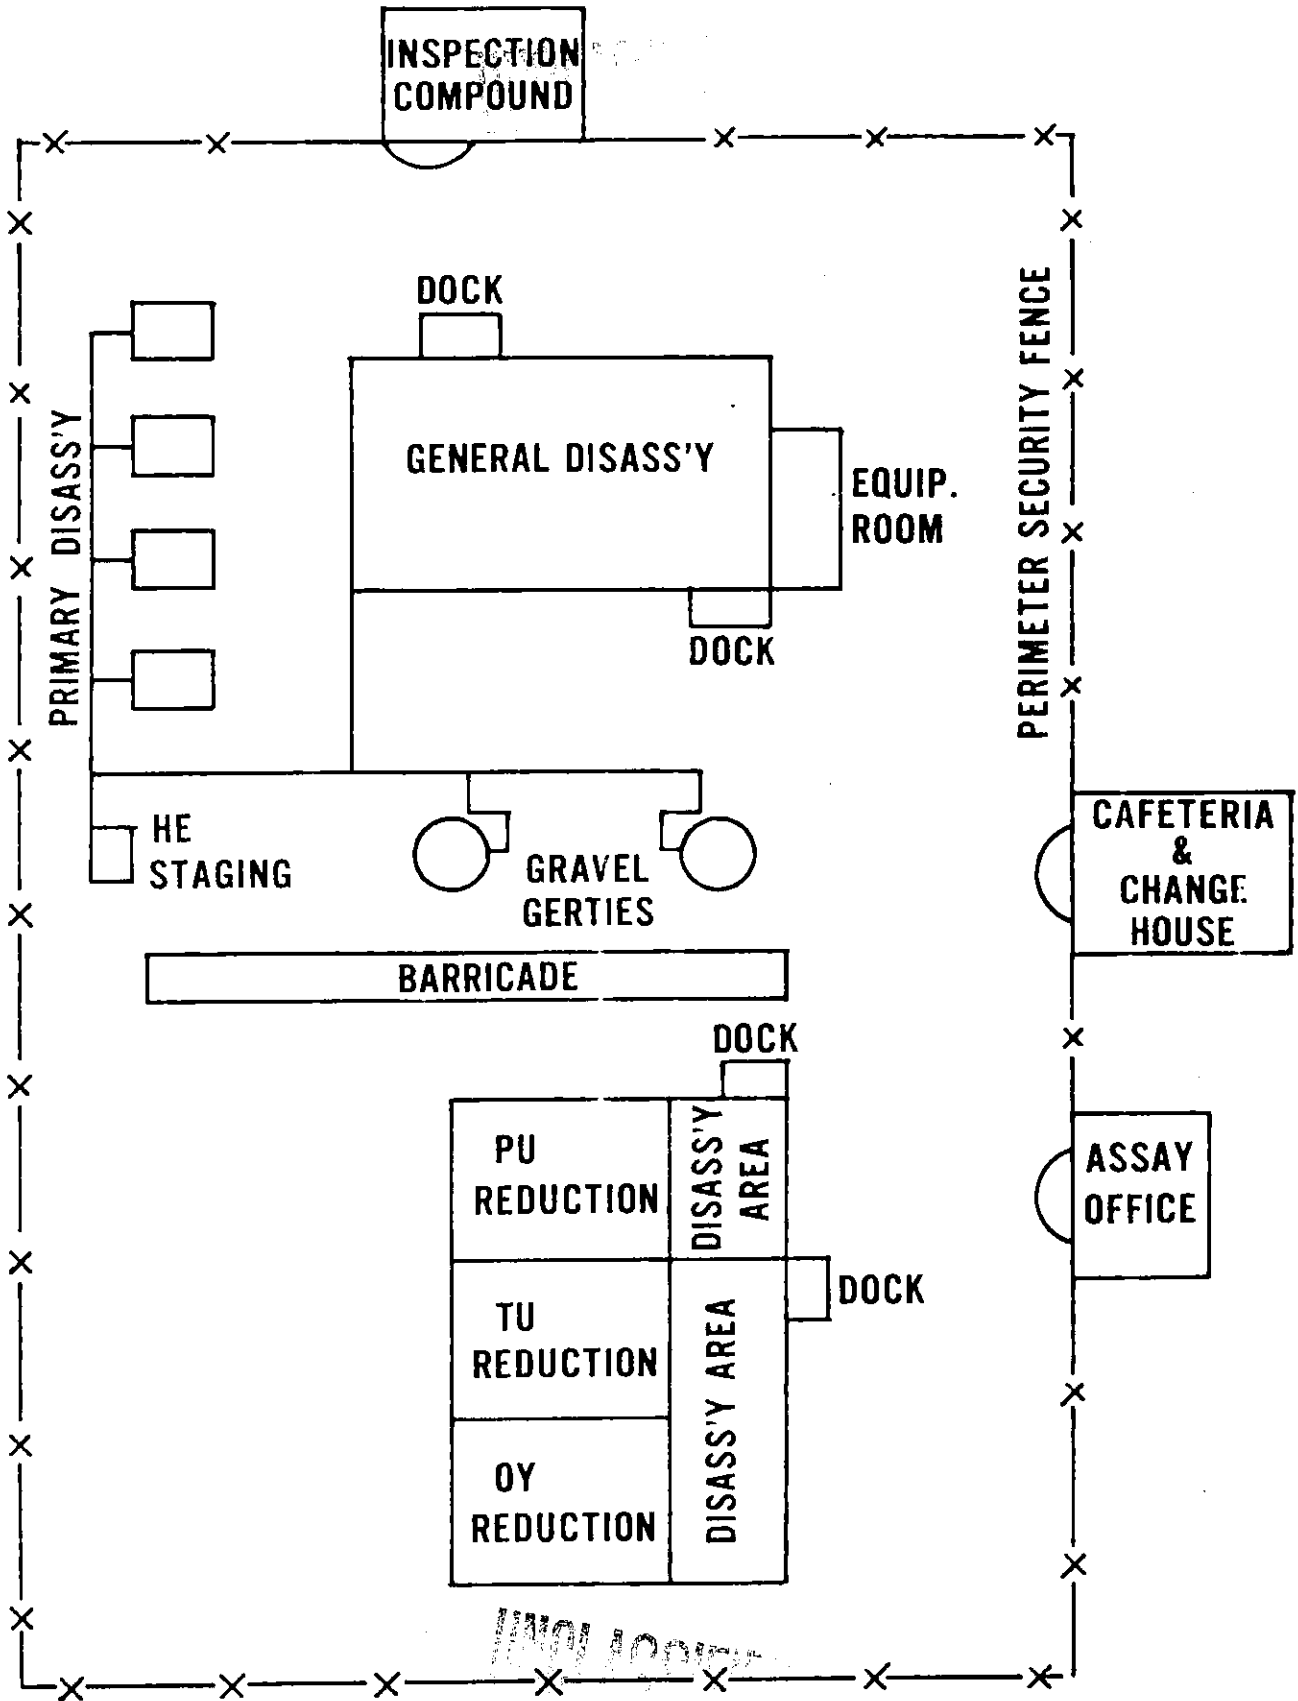 INSPECTION
COMPOUND
DOCK
GENERAL DISASS'Y
EQUIP.
ROOM
DOCK
PRIMARY DISASS'Y
PERIMETER SECURITY FENCE
HE
STAGING
GRAVEL
GERTIES
CAFETERIA
&
CHANGE
HOUSE
BARRICADE
DOCK
PU
REDUCTION
DISASS'Y
AREA
ASSAY
OFFICE
DOCK
TU
REDUCTION
DISASS'Y AREA
OY
REDUCTION